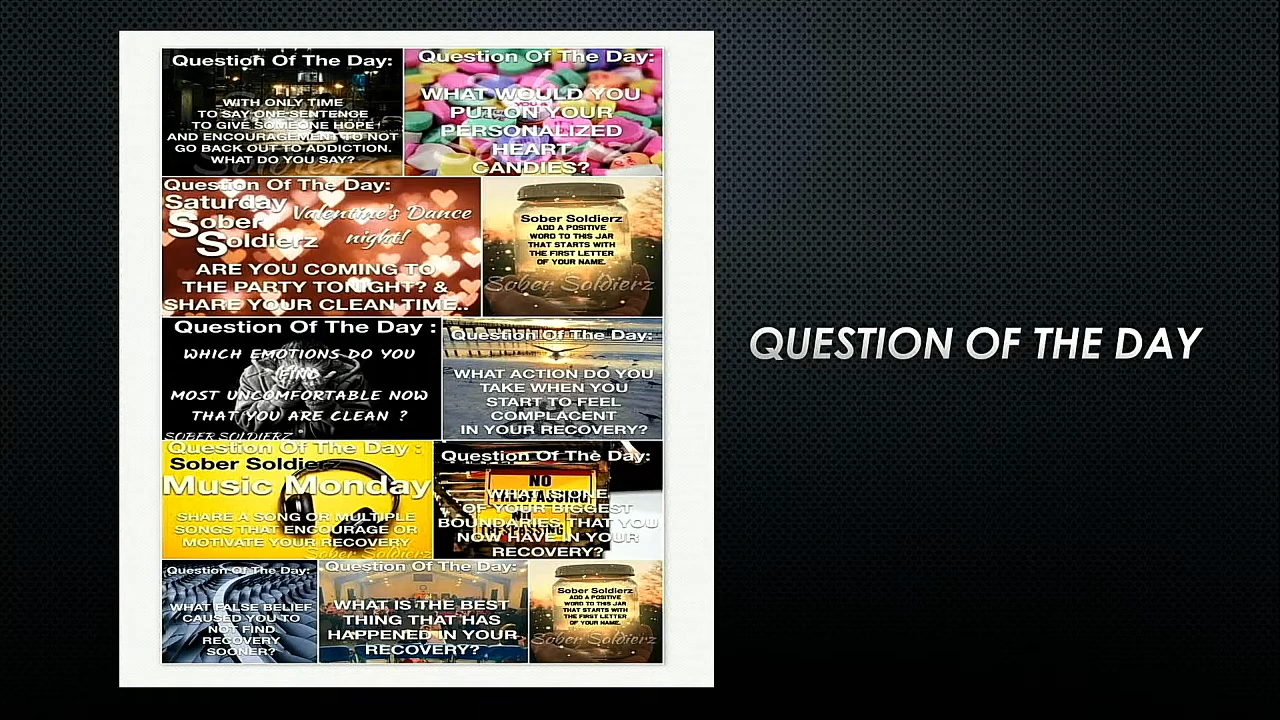 Question Of The Day:
WITH ONLY TIME
TO SAY ONE SENTENCE
TO GIVE SOMEONE HOPE
AND ENCOURAGEMENT TO NOT
GO BACK OUT TO ADDICTION.
WHAT DO YOU SAY?
Question Of The Day:
WHAT WOULD YOU
PUT ON YOUR
PERSONALIZED
HEART
CANDIES?
Question Of The Day:
Saturday
Sober
Soldierz
Valentine's Dance
night!
ARE YOU COMING TO
THE PARTY TONIGHT? &
SHARE YOUR CLEAN TIME..
Sober Soldierz
ADD A POSITIVE
WORD TO THIS JAR
THAT STARTS WITH
THE FIRST LETTER
OF YOUR NAME.
Sober Soldierz
Question Of The Day :
WHICH EMOTIONS DO YOU
FIND
MOST UNCOMFORTABLE NOW
THAT YOU ARE CLEAN ?
SOBER SOLDIERZ
Question Of The Day:
WHAT ACTION DO YOU
TAKE WHEN YOU
START TO FEEL
COMPLACENT
IN YOUR RECOVERY?
Question Of The Day :
Sober Soldierz
Music Monday
SHARE A SONG OR MULTIPLE
SONGS THAT ENCOURAGE OR
MOTIVATE YOUR RECOVERY
Sober Soldierz
Question Of The Day:
NO
TRESPASSING
WHAT IS ONE
OF YOUR BIGGEST
BOUNDARIES THAT YOU
NOW HAVE IN YOUR
RECOVERY?
Question Of The Day:
WHAT FALSE BELIEF
CAUSED YOU TO
NOT FIND
RECOVERY
SOONER?
Question Of The Day:
WHAT IS THE BEST
THING THAT HAS
HAPPENED IN YOUR
RECOVERY?
Sober Soldierz
ADD A POSITIVE
WORD TO THIS JAR
THAT STARTS WITH
THE FIRST LETTER
OF YOUR NAME.
Sober Soldierz
QUESTION OF THE DAY